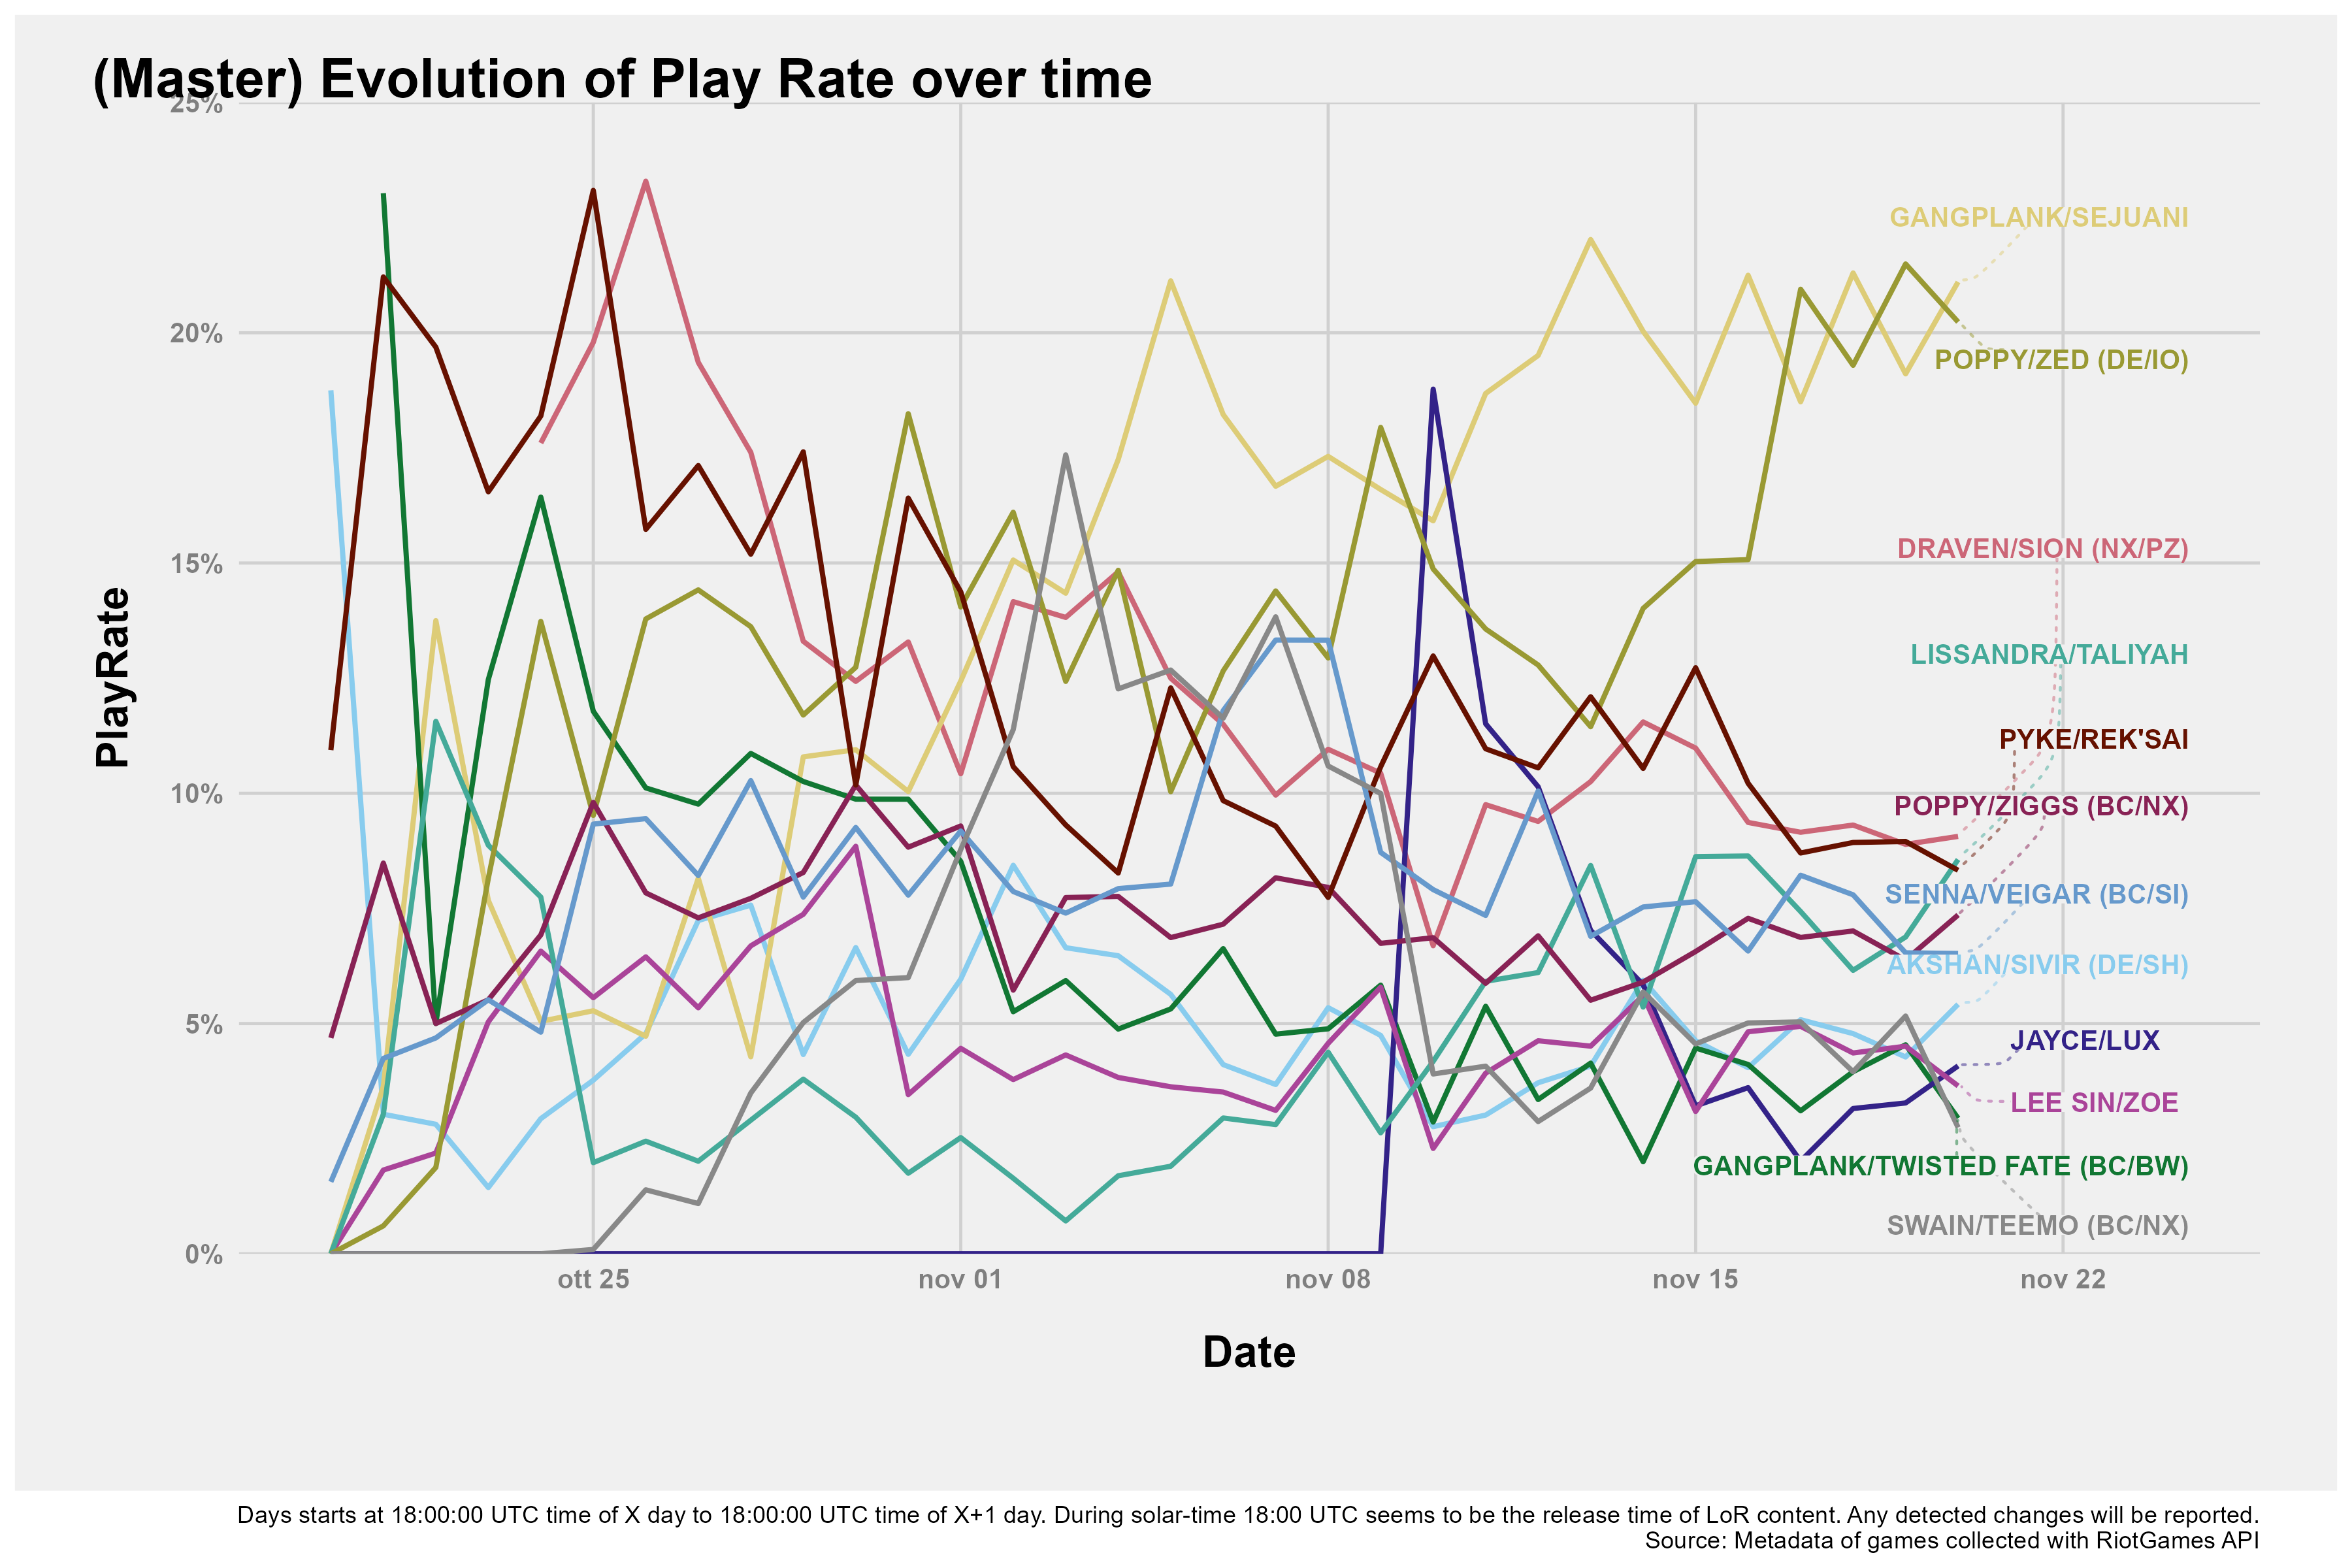 (Master) Evolution of Play Rate over time
25%
20%
15%
10%
5%
0%
PlayRate
GANGPLANK/SEJUANI
POPPY/ZED (DE/IO)
DRAVEN/SION (NX/PZ)
LISSANDRA/TALIYAH
PYKE/REK'SAI
POPPY/ZIGGS (BC/NX)
SENNA/VEIGAR (BC/SI)
AKSHAN/SIVIR (DE/SH)
JAYCE/LUX
LEE SIN/ZOE
GANGPLANK/TWISTED FATE (BC/BW)
SWAIN/TEEMO (BC/NX)
ott 25 nov 01 nov 08 nov 15 nov 22
Date
Days starts at 18:00:00 UTC time of X day to 18:00:00 UTC time of X+1 day. During solar-time 18:00 UTC seems to be the release time of LoR content. Any detected changes will be reported.
Source: Metadata of games collected with RiotGames API